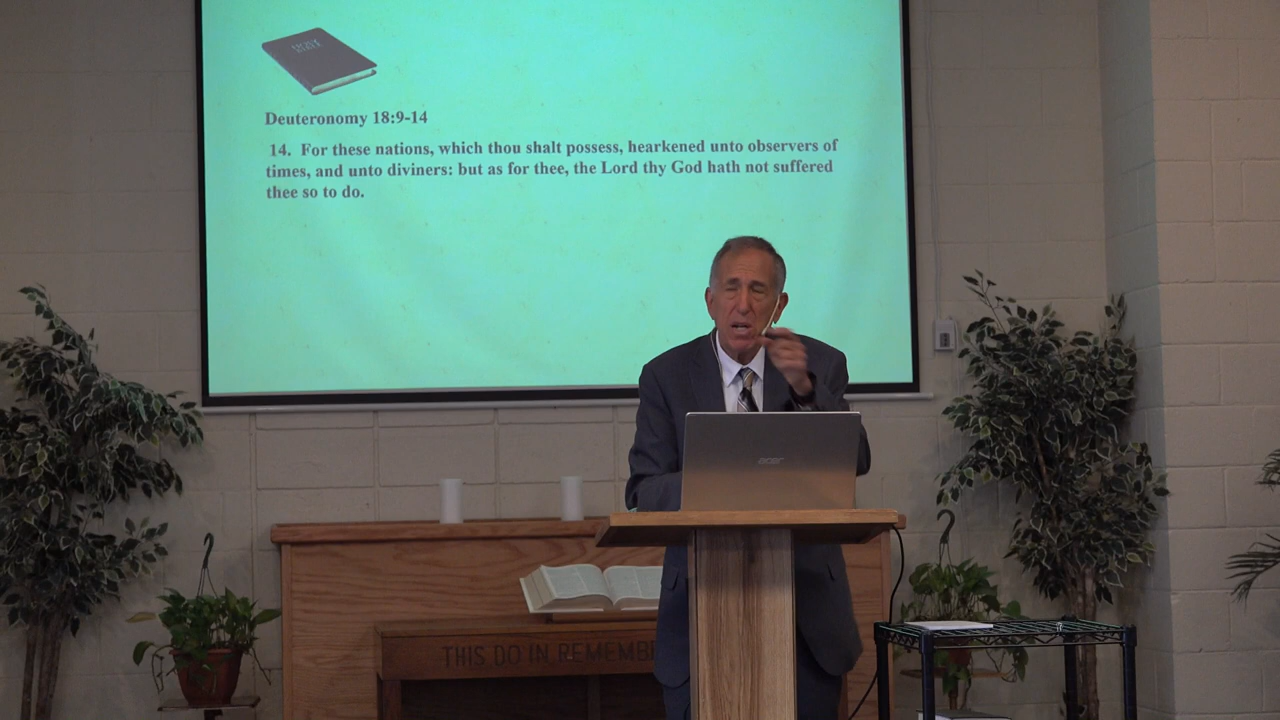 HOLY
BIBLE
Deuteronomy 18:9-14
14. For these nations, which thou shalt possess, hearkened unto observers of
times, and unto diviners: but as for thee, the Lord thy God hath not suffered
thee so to do.
acer
THIS DO IN REMEMB